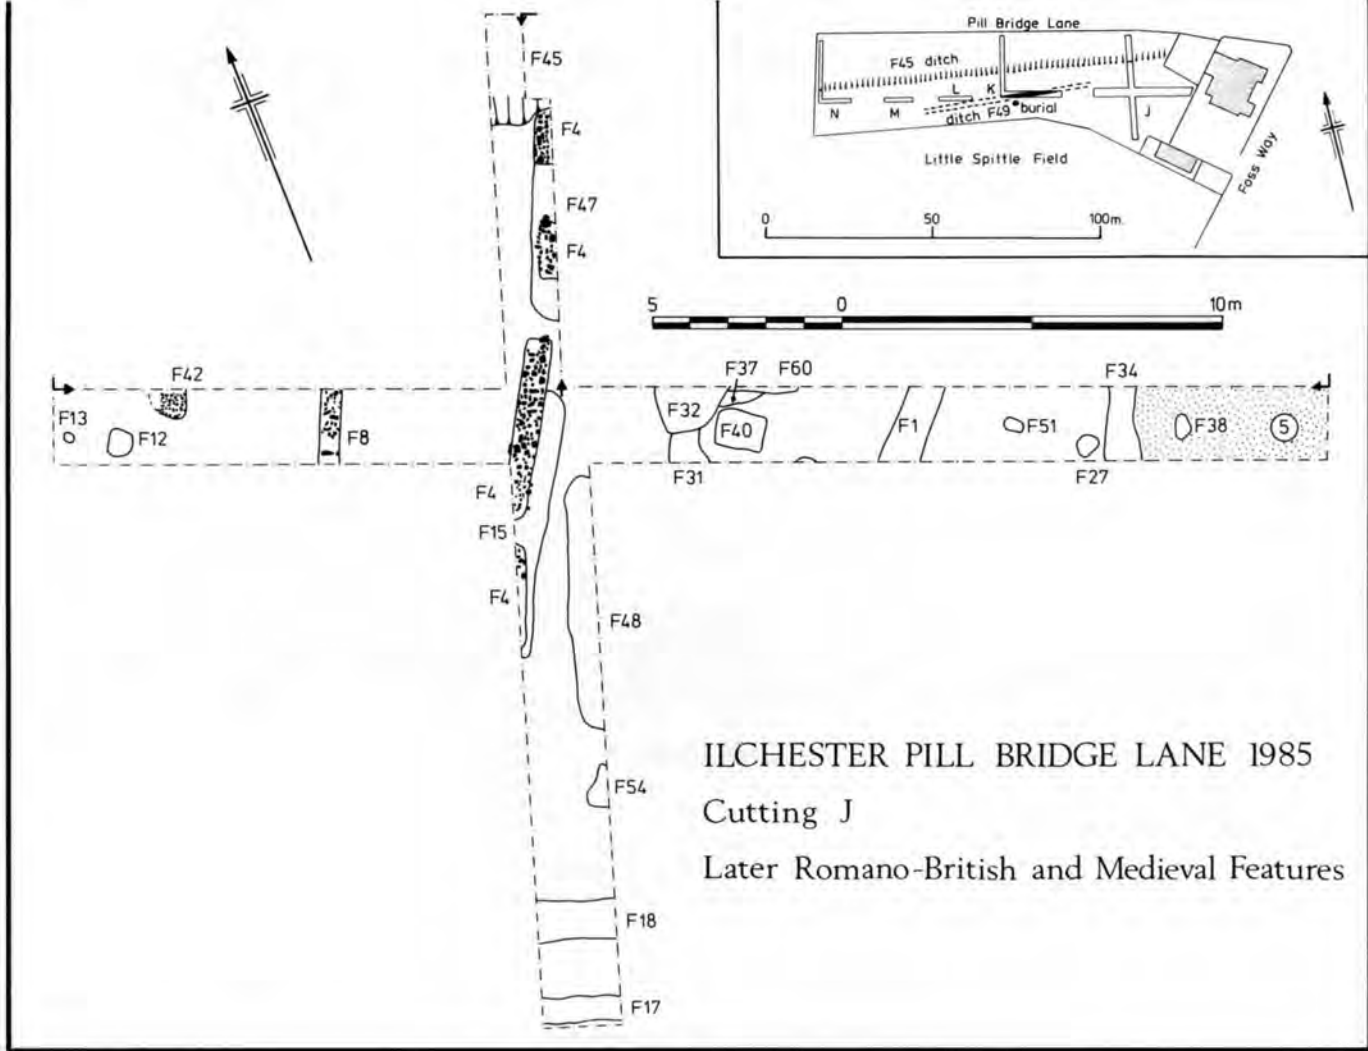 Pill Bridge Lane
F45 ditch
N
M
L
K
ditch F49
burial
J
Little Spittle Field
Foss Way
0 50 100m.
5 0 10m
F45
F4
F47
F4
F42
F13
F12
F8
F37 F60
F32
F40
F31
F1
F51
F27
F34
F38
5
F4
F15
F4
F48
F54
F18
F17
ILCHESTER PILL BRIDGE LANE 1985
Cutting J
Later Romano-British and Medieval Features